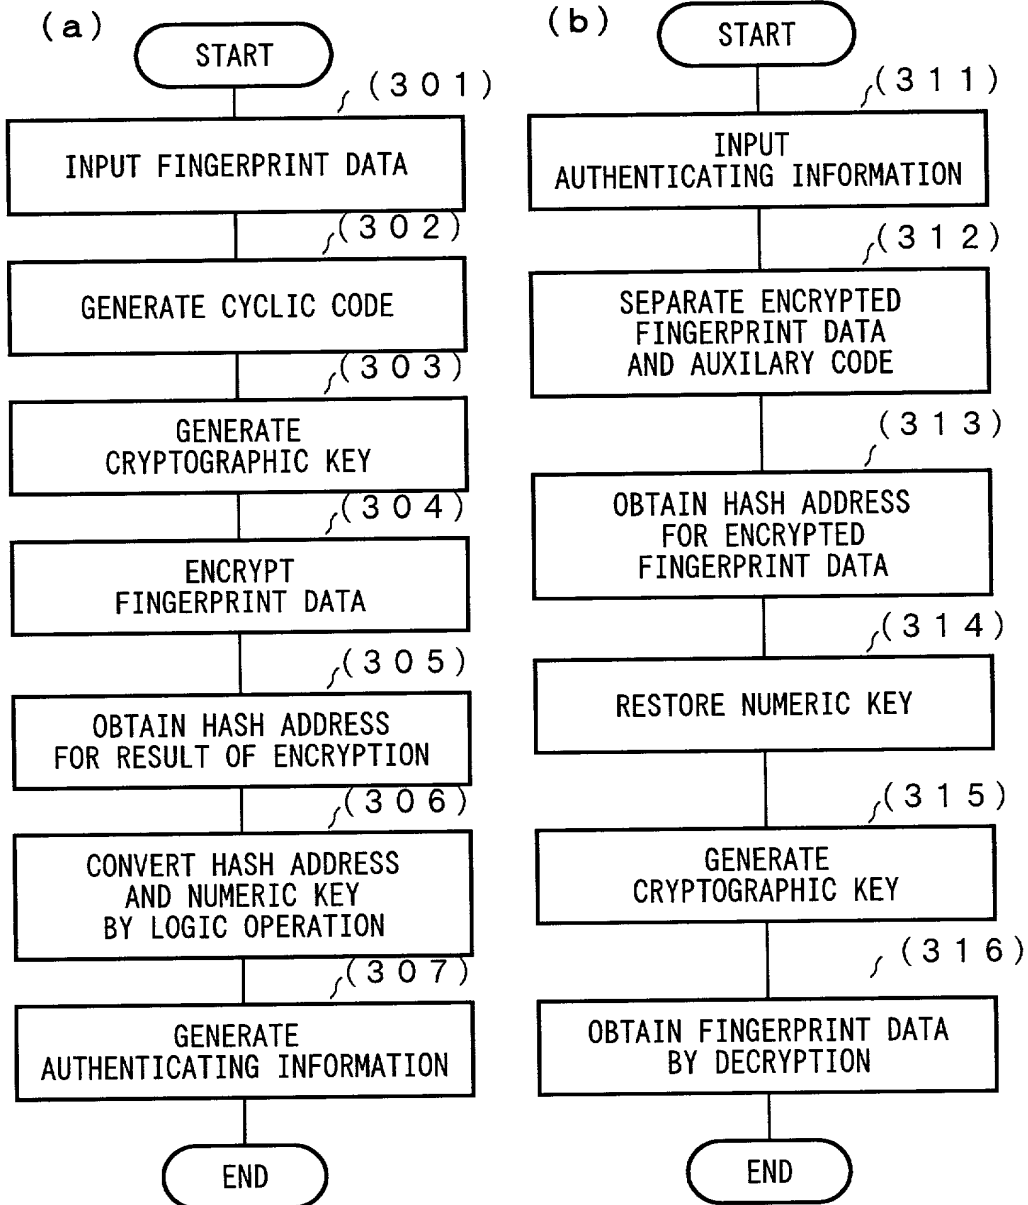 (a)
START
(301)
INPUT FINGERPRINT DATA
(302)
GENERATE CYCLIC CODE
(303)
GENERATE
CRYPTOGRAPHIC KEY
(304)
ENCRYPT
FINGERPRINT DATA
(305)
OBTAIN HASH ADDRESS
FOR RESULT OF ENCRYPTION
(306)
CONVERT HASH ADDRESS
AND NUMERIC KEY
BY LOGIC OPERATION
(307)
GENERATE
AUTHENTICATING INFORMATION
END
(b)
START
(311)
INPUT
AUTHENTICATING INFORMATION
(312)
SEPARATE ENCRYPTED
FINGERPRINT DATA
AND AUXILARY CODE
(313)
OBTAIN HASH ADDRESS
FOR ENCRYPTED
FINGERPRINT DATA
(314)
RESTORE NUMERIC KEY
(315)
GENERATE
CRYPTOGRAPHIC KEY
(316)
OBTAIN FINGERPRINT DATA
BY DECRYPTION
END